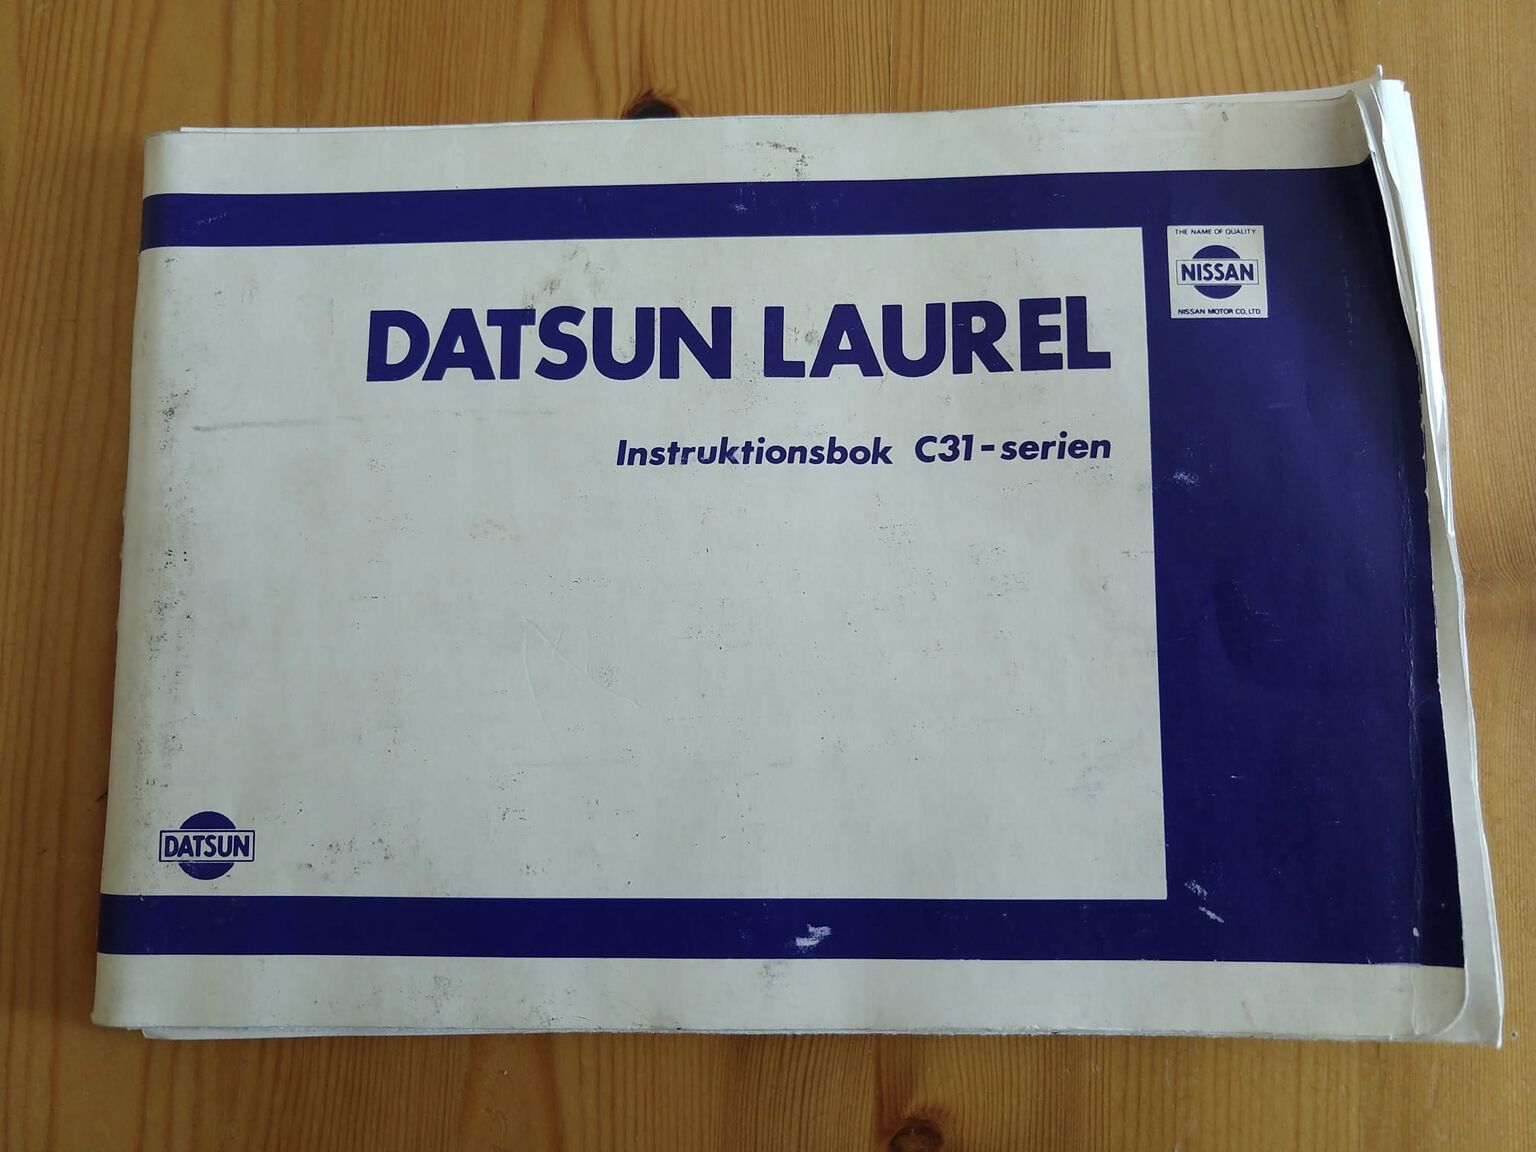 THE NAME OF QUALITY
NISSAN
NISSAN MOTOR CO., LTD
DATSUN LAUREL
Instruktionsbok C31-serien
DATSUN